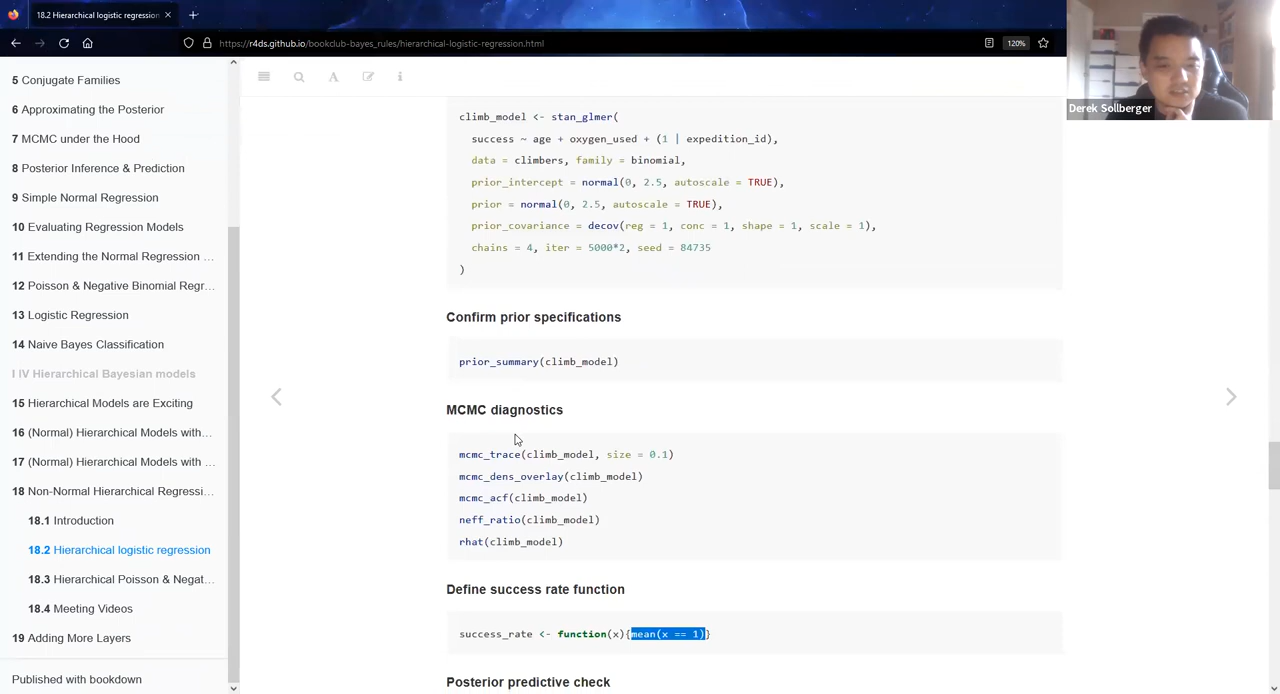 18.2 Hierarchical logistic regression
https://r4ds.github.io/bookclub-bayes_rules/hierarchical-logistic-regression.html
120%
Derek Sollberger
5 Conjugate Families
6 Approximating the Posterior
7 MCMC under the Hood
8 Posterior Inference & Prediction
9 Simple Normal Regression
10 Evaluating Regression Models
11 Extending the Normal Regression ...
12 Poisson & Negative Binomial Regr...
13 Logistic Regression
14 Naive Bayes Classification
I IV Hierarchical Bayesian models
15 Hierarchical Models are Exciting
16 (Normal) Hierarchical Models with...
17 (Normal) Hierarchical Models with ...
18 Non-Normal Hierarchical Regressi...
18.1 Introduction
18.2 Hierarchical logistic regression
18.3 Hierarchical Poisson & Negat...
18.4 Meeting Videos
19 Adding More Layers
Published with bookdown
climb_model <- stan_glmer(
success ~ age + oxygen_used + (1 | expedition_id),
data = climbers, family = binomial,
prior_intercept = normal(0, 2.5, autoscale = TRUE),
prior = normal(0, 2.5, autoscale = TRUE),
prior_covariance = decov(reg = 1, conc = 1, shape = 1, scale = 1),
chains = 4, iter = 5000*2, seed = 84735
)
Confirm prior specifications
prior_summary(climb_model)
MCMC diagnostics
mcmc_trace(climb_model, size = 0.1)
mcmc_dens_overlay(climb_model)
mcmc_acf(climb_model)
neff_ratio(climb_model)
rhat(climb_model)
Define success rate function
success_rate <- function(x){mean(x == 1)}
Posterior predictive check